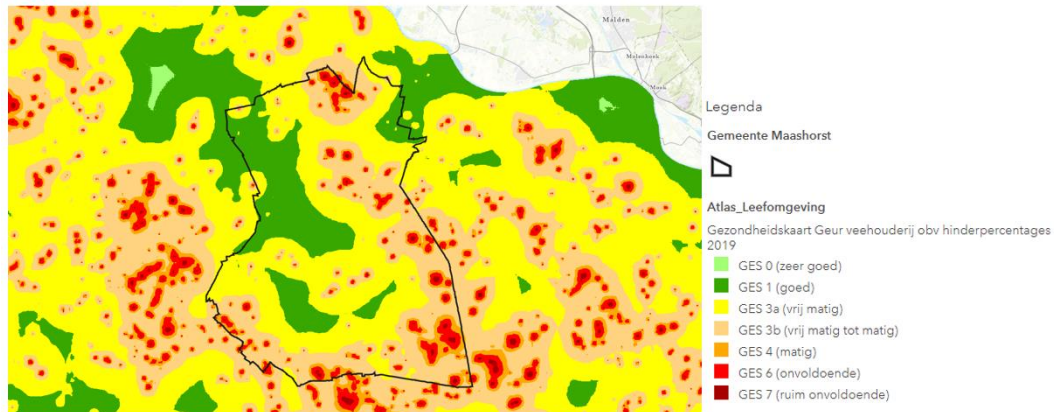 Malden
Molenhoek
Mook
Legenda
Gemeente Maashorst
Atlas_Leefomgeving
Gezondheidskaart Geur veehouderij obv hinderpercentages
2019
GES 0 (zeer goed)
GES 1 (goed)
GES 3a (vrij matig)
GES 3b (vrij matig tot matig)
GES 4 (matig)
GES 6 (onvoldoende)
GES 7 (ruim onvoldoende)